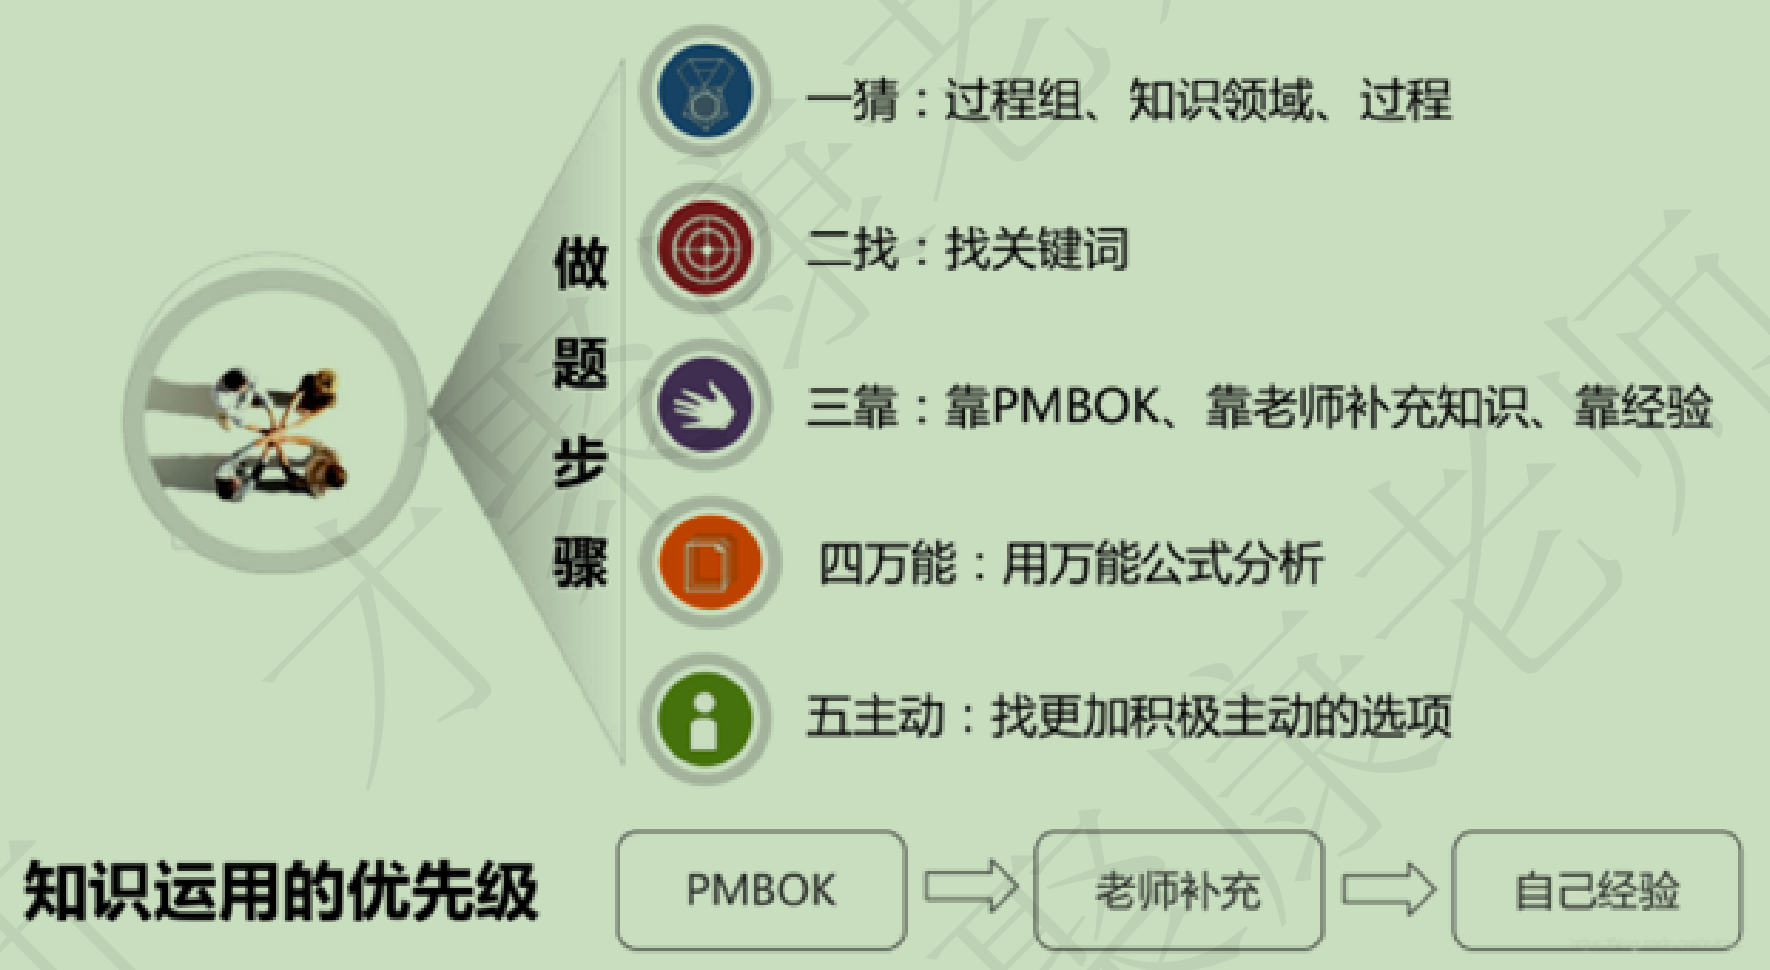 一猜：过程组、知识领域、过程
二找：找关键词
做题步骤
三靠：靠PMBOK、靠老师补充知识、靠经验
四万能：用万能公式分析
五主动：找更加积极主动的选项
知识运用的优先级
PMBOK
老师补充
自己经验
聚康老师